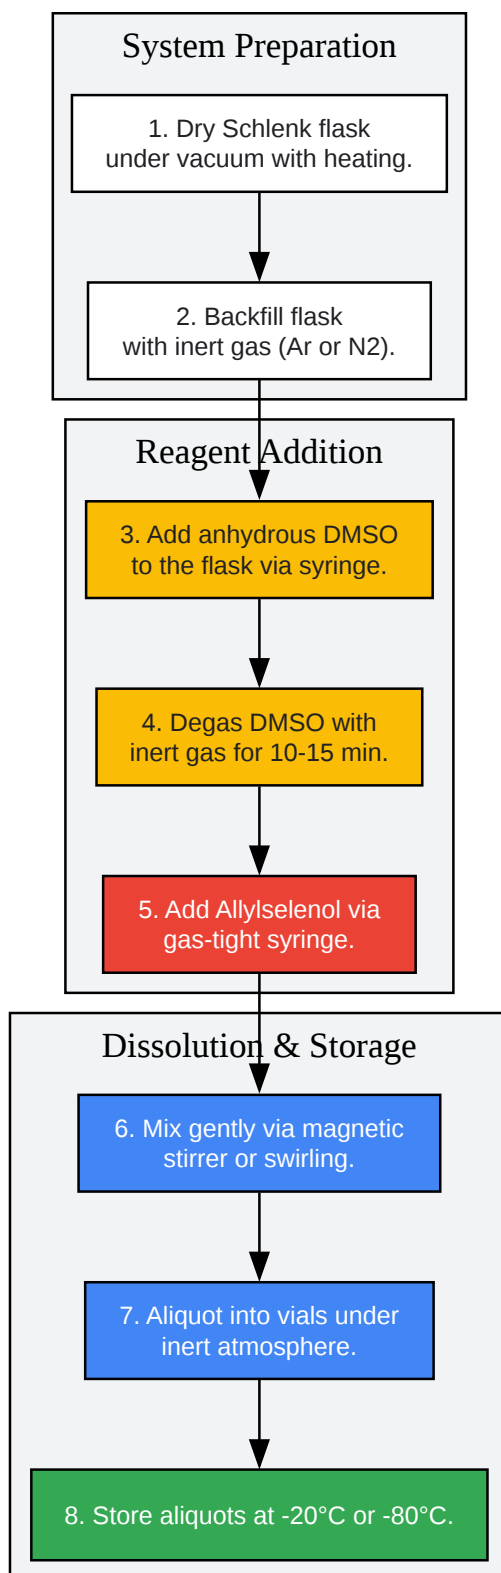 System Preparation
1. Dry Schlenk flask
under vacuum with heating.
2. Backfill flask
with inert gas (Ar or N2).
Reagent Addition
3. Add anhydrous DMSO
to the flask via syringe.
4. Degas DMSO with
inert gas for 10-15 min.
5. Add Allylselenol via
gas-tight syringe.
Dissolution & Storage
6. Mix gently via magnetic
stirrer or swirling.
7. Aliquot into vials under
inert atmosphere.
8. Store aliquots at -20°C or -80°C.